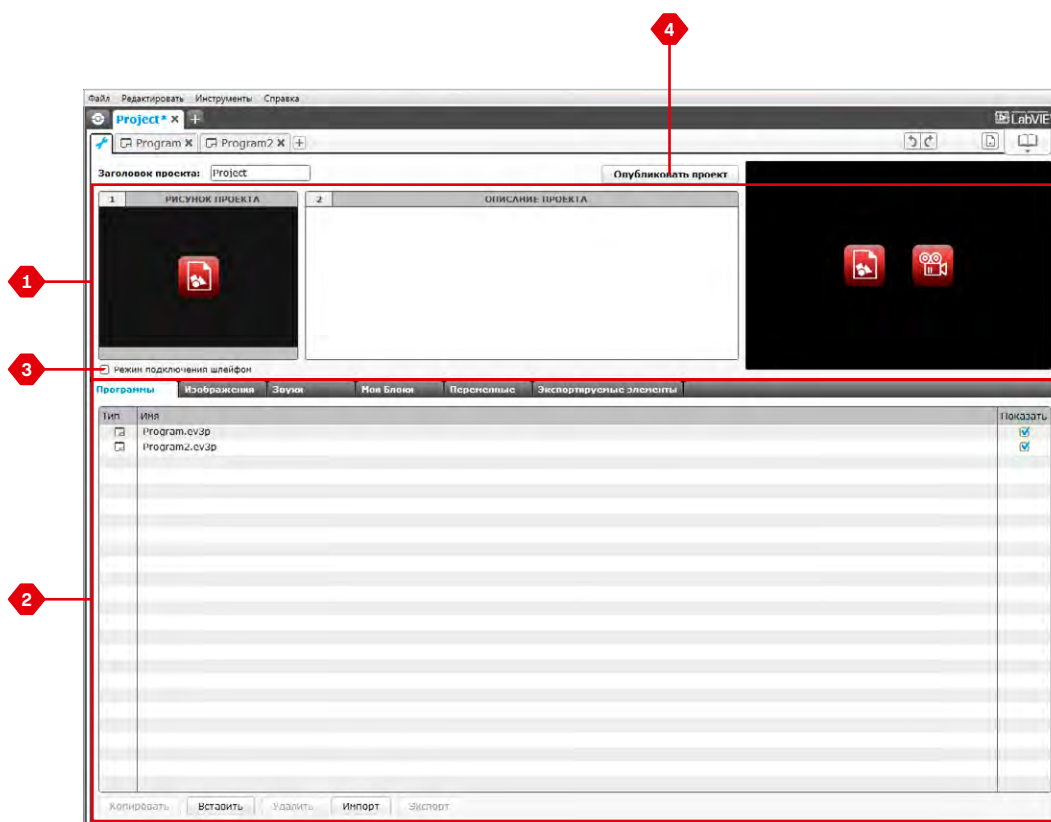 4
Файл Редактировать Инструменты Справка
Project* × +
LabVIE
Program × Program2 × +
Заголовок проекта: Project
Опубликовать проект
1 РИСУНОК ПРОЕКТА
2 ОПИСАНИЕ ПРОЕКТА
1
3
Режим подключения шлейфом
Программы Изображения Звуки Мои Блоки Переменные Экспортируемые элементы
Тип Имя Показать
Program.ev3p
Program2.ev3p
2
Копировать Вставить Удалить Импорт Экспорт